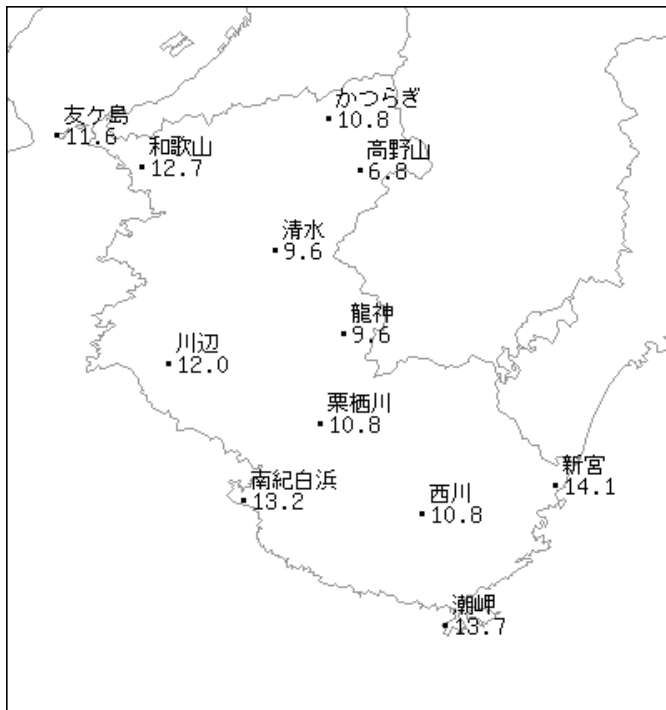 かつらぎ
10.8
友ケ島
11.6
和歌山
12.7
高野山
6.8
清水
9.6
龍神
9.6
川辺
12.0
栗栖川
10.8
新宮
14.1
南紀白浜
13.2
西川
10.8
潮岬
13.7